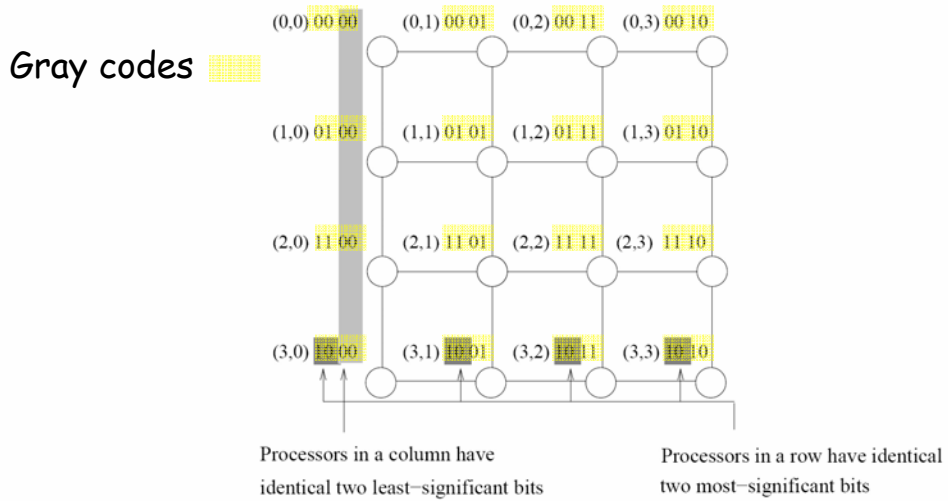 (0,0) 00 00 (0,1) 00 01 (0,2) 00 11 (0,3) 00 10
Gray codes
(1,0) 01 00 (1,1) 01 01 (1,2) 01 11 (1,3) 01 10
(2,0) 11 00 (2,1) 11 01 (2,2) 11 11 (2,3) 11 10
(3,0) 10 00 (3,1) 10 01 (3,2) 10 11 (3,3) 10 10
Processors in a column have
identical two least−significant bits
Processors in a row have identical
two most−significant bits